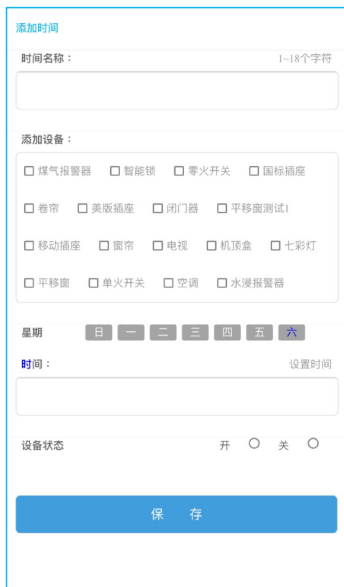 添加时间
时间名称： 1~18个字符
添加设备：
煤气报警器 智能锁 零火开关 国标插座
卷帘 美版插座 闭门器 平移窗测试1
移动插座 窗帘 电视 机顶盒 七彩灯
平移窗 单火开关 空调 水浸报警器
星期 日 一 二 三 四 五 六
时间： 设置时间
设备状态 开 关
保 存